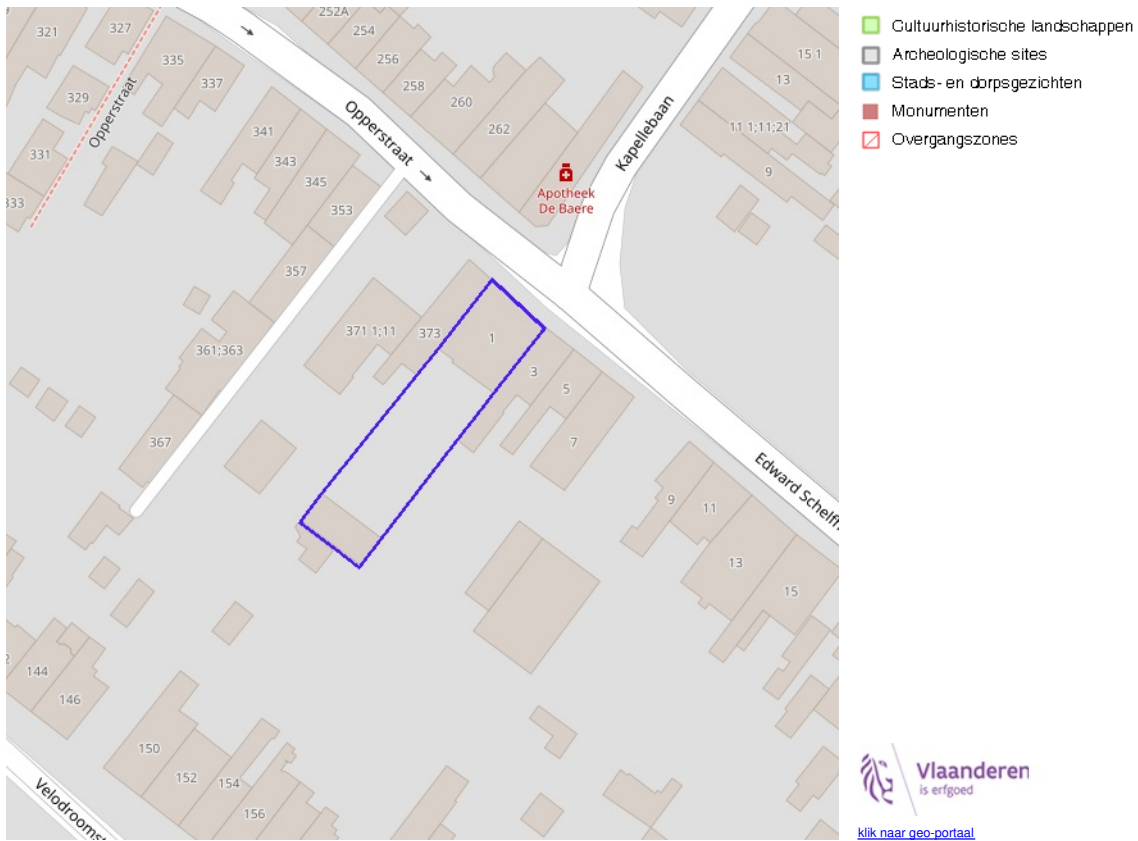 252A
321
327
254
335
256
337
258
329
260
262
341
Opperstraat
343
331
345
333
353
Opperstraat
Kapellebaan
15 1
13
11 1;11;21
9
Apotheek
De Baere
357
361;363
371 1;11
373
1
3
5
7
367
9
11
13
15
Edward Schelf
144
146
150
152
154
156
Velodroomst
Cultuurhistorische landschappen
Archeologische sites
Stads- en dorpsgezichten
Monumenten
Overgangszones
Vlaanderen
is erfgoed
klik naar geo-portaal